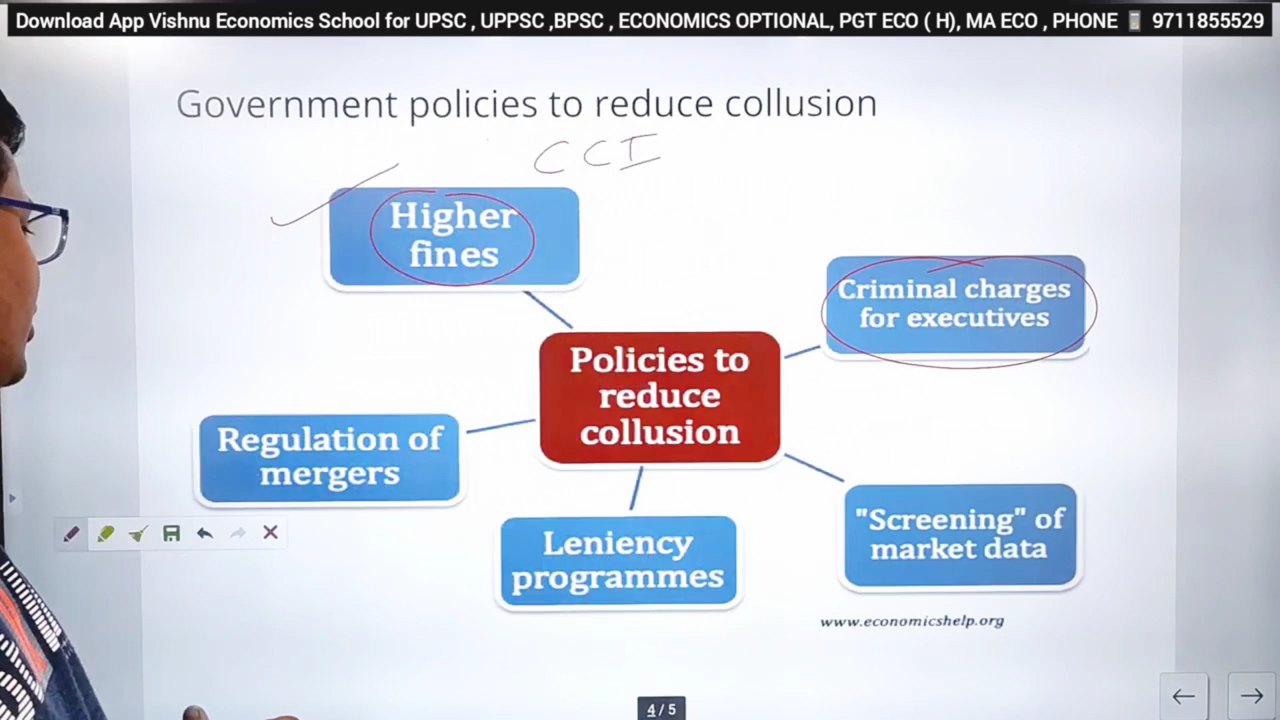 Download App Vishnu Economics School for UPSC , UPPSC ,BPSC , ECONOMICS OPTIONAL, PGT ECO ( H), MA ECO , PHONE 📱 9711855529
Government policies to reduce collusion
CCI
Higher
fines
Criminal charges
for executives
Policies to
reduce
collusion
Regulation of
mergers
Leniency
programmes
"Screening" of
market data
www.economicshelp.org
4 / 5